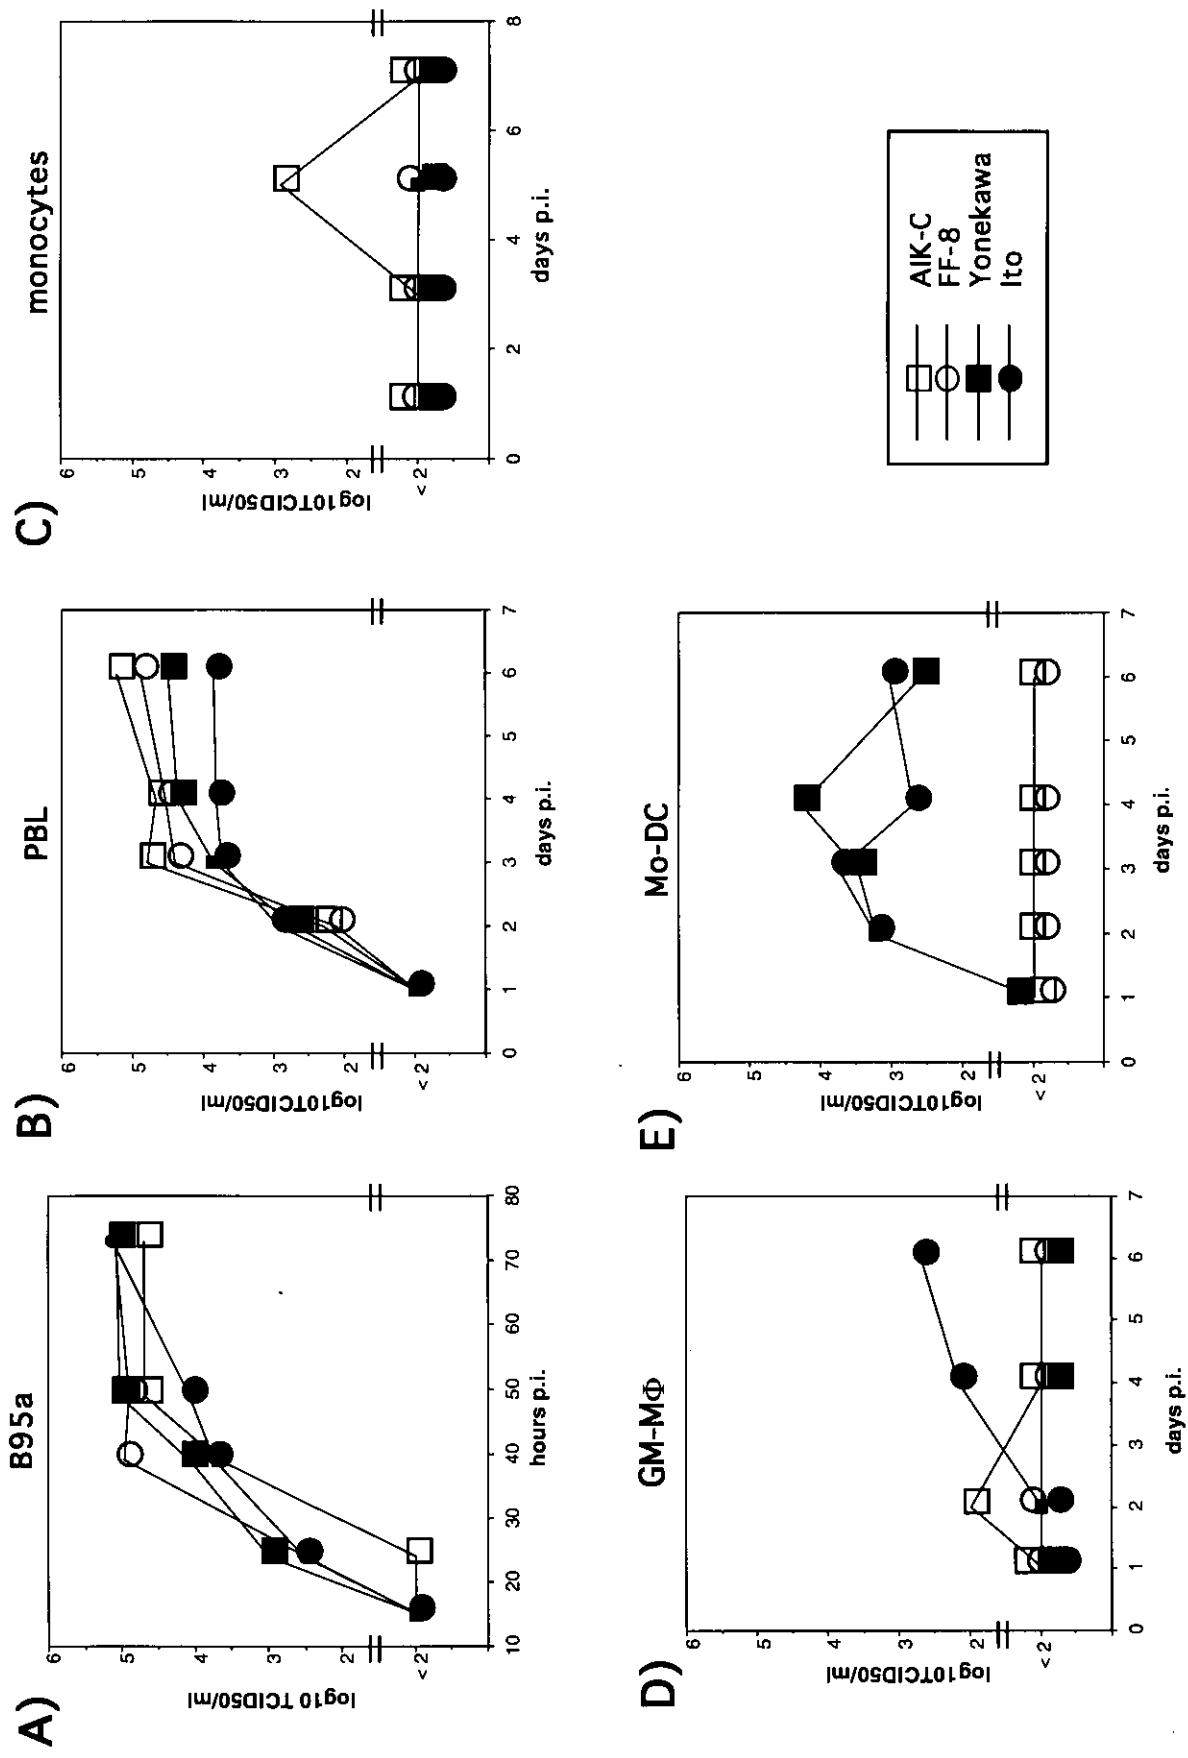 A)
B95a
log10 TCID50/ml
6
5
4
3
2
< 2
10 20 30 40 50 60 70 80
hours p.i.
B)
PBL
log10TCID50/ml
6
5
4
3
2
< 2
0 1 2 3 4 5 6 7
days p.i.
C)
monocytes
log10TCID50/ml
6
5
4
3
2
< 2
0 2 4 6 8
days p.i.
D)
GM-MΦ
log10TCID50/ml
6
5
4
3
2
< 2
0 1 2 3 4 5 6 7
days p.i.
E)
Mo-DC
log10TCID50/ml
6
5
4
3
2
< 2
0 1 2 3 4 5 6 7
days p.i.
AIK-C
FF-8
Yonekawa
Ito